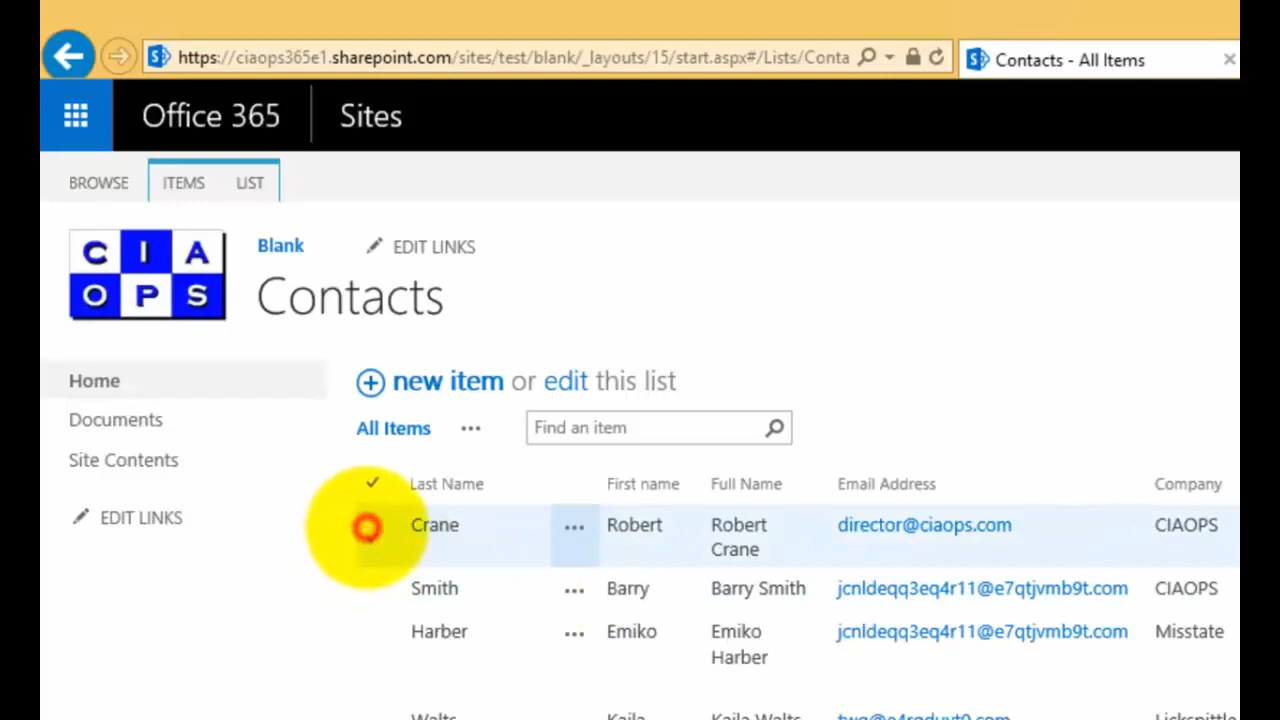 https://ciaops365e1.sharepoint.com/sites/test/blank/_layouts/15/start.aspx#/Lists/Conta
Contacts - All Items
Office 365 Sites
BROWSE ITEMS LIST
CIA
OPS
Blank EDIT LINKS
Contacts
Home
Documents
Site Contents
EDIT LINKS
new item or edit this list
All Items ... Find an item
Last Name First name Full Name Email Address Company
Crane ... Robert Robert Crane director@ciaops.com CIAOPS
Smith ... Barry Barry Smith jcnldeqq3eq4r11@e7qtjvmb9t.com CIAOPS
Harber ... Emiko Emiko Harber jcnldeqq3eq4r11@e7qtjvmb9t.com Misstate